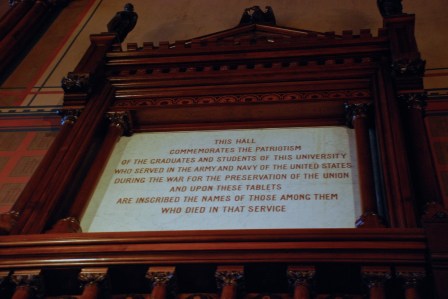 THIS HALL
COMMEMORATES THE PATRIOTISM
OF THE GRADUATES AND STUDENTS OF THIS UNIVERSITY
WHO SERVED IN THE ARMY AND NAVY OF THE UNITED STATES
DURING THE WAR FOR THE PRESERVATION OF THE UNION
AND UPON THESE TABLETS
ARE INSCRIBED THE NAMES OF THOSE AMONG THEM
WHO DIED IN THAT SERVICE